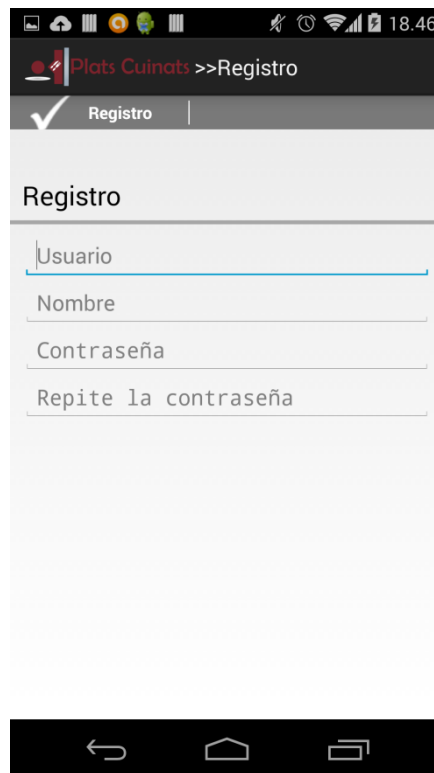 18.46
Plats Cuinats >>Registro
Registro
Registro
Usuario
Nombre
Contraseña
Repite la contraseña